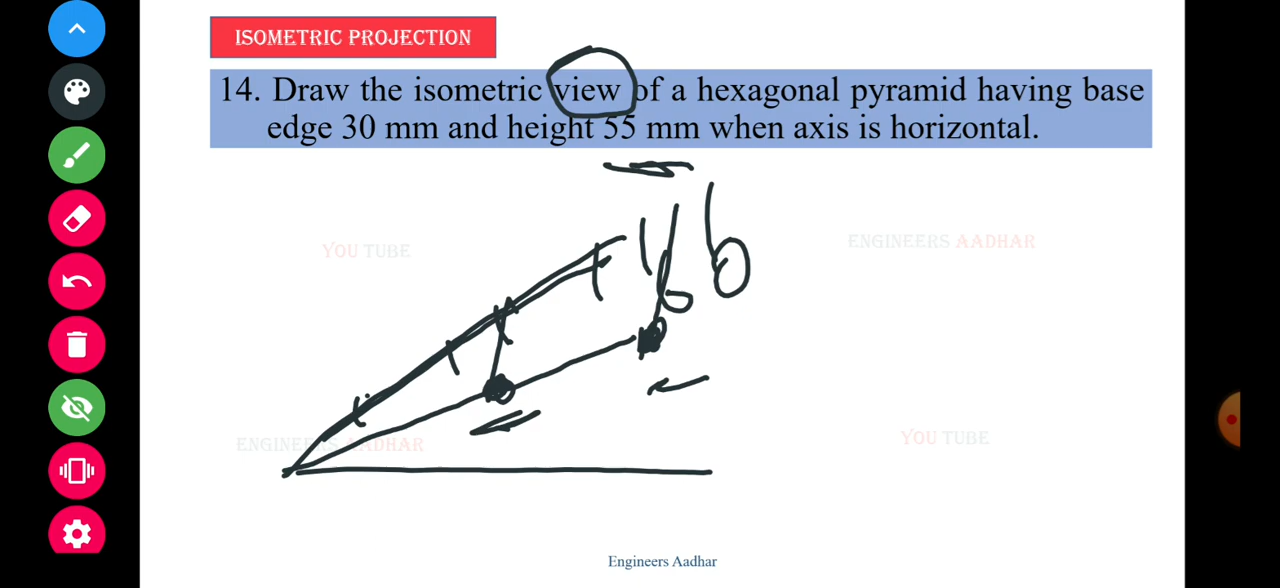 ISOMETRIC PROJECTION
14. Draw the isometric view of a hexagonal pyramid having base
edge 30 mm and height 55 mm when axis is horizontal.
YOU TUBE
ENGINEERS AADHAR
ENGINEERS AADHAR
YOU TUBE
Engineers Aadhar